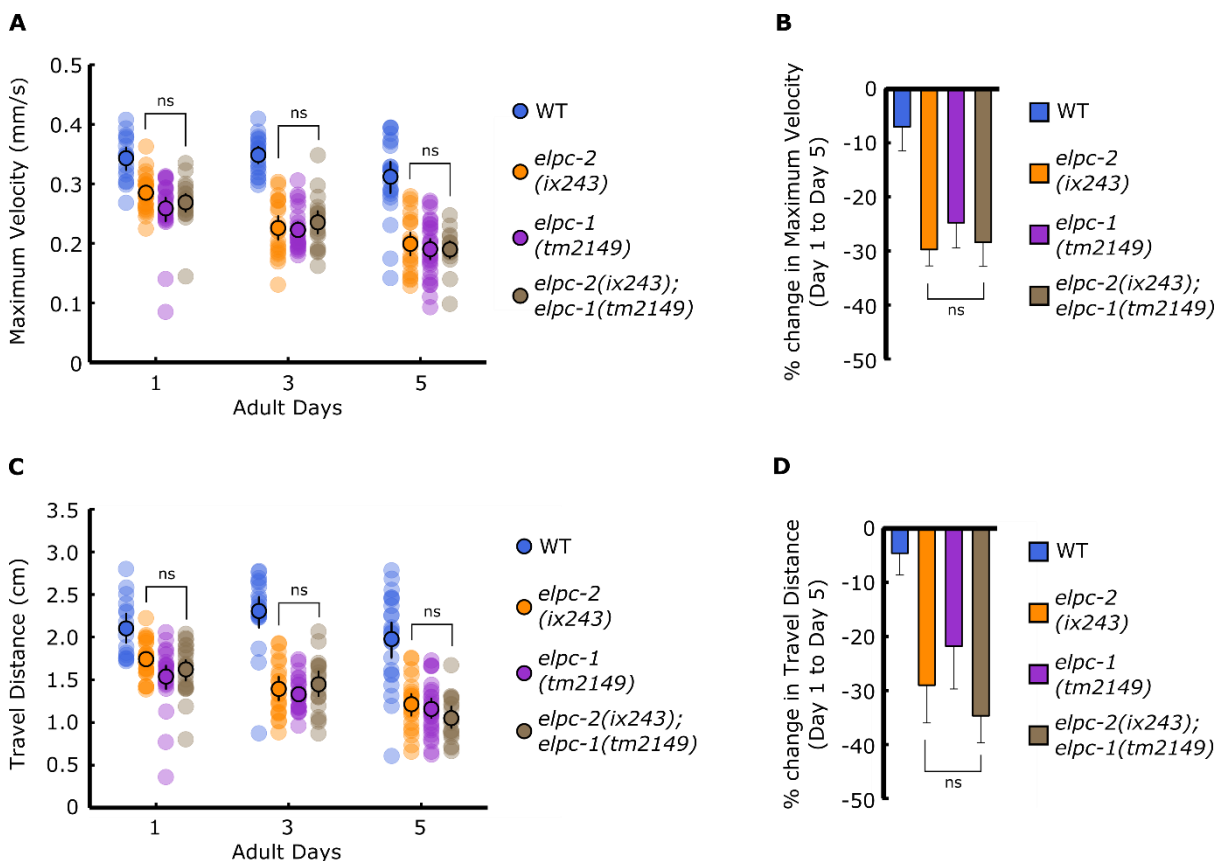 A
Maximum Velocity (mm/s)
0.5
0.4
0.3
0.2
0.1
0
ns
ns
ns
1
3
5
Adult Days
WT
elpc-2
(ix243)
elpc-1
(tm2149)
elpc-2(ix243);
elpc-1(tm2149)
B
% change in Maximum Velocity
(Day 1 to Day 5)
0
-10
-20
-30
-40
-50
ns
WT
elpc-2
(ix243)
elpc-1
(tm2149)
elpc-2(ix243);
elpc-1(tm2149)
C
Travel Distance (cm)
3.5
3.0
2.5
2.0
1.5
1.0
0.5
0
ns
ns
ns
1
3
5
Adult Days
WT
elpc-2
(ix243)
elpc-1
(tm2149)
elpc-2(ix243);
elpc-1(tm2149)
D
% change in Travel Distance
(Day 1 to Day 5)
0
-10
-20
-30
-40
-50
ns
WT
elpc-2
(ix243)
elpc-1
(tm2149)
elpc-2(ix243);
elpc-1(tm2149)